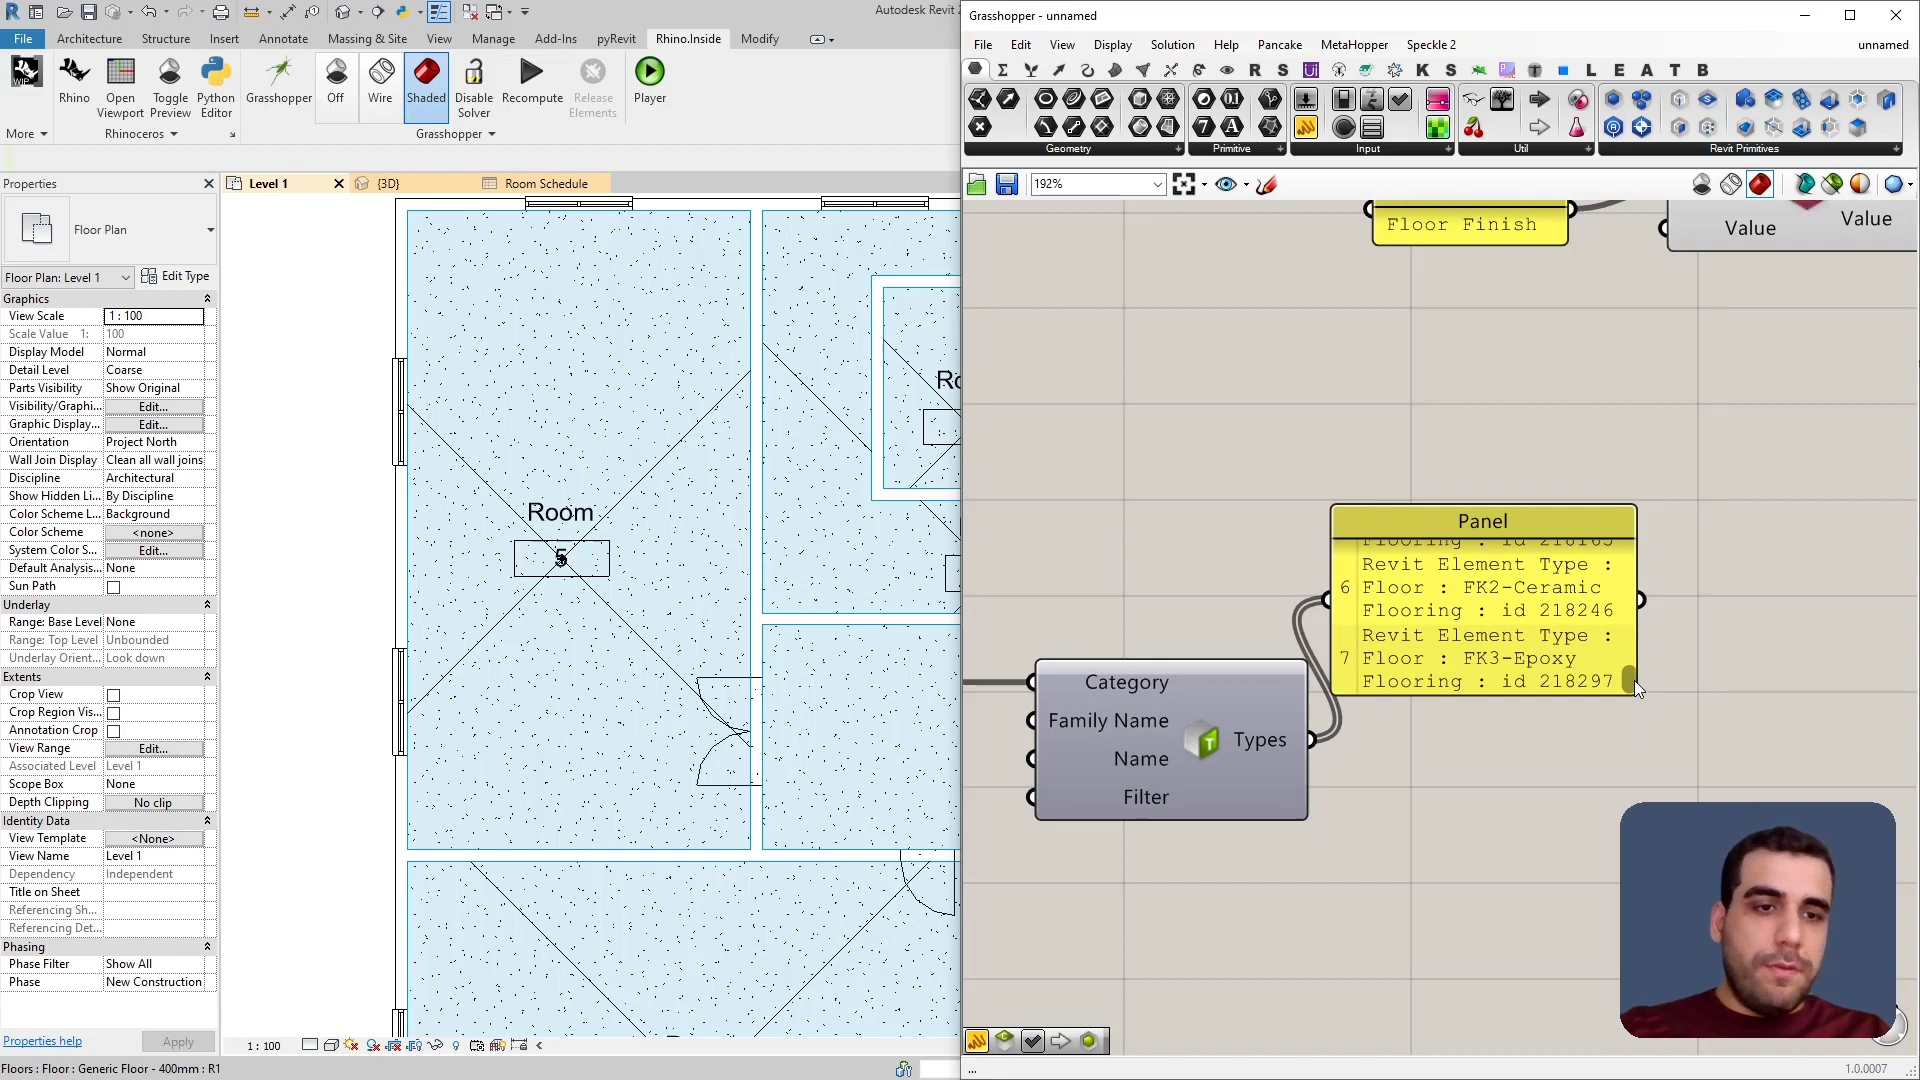 Autodesk Revit 2
File
Architecture
Structure
Insert
Annotate
Massing & Site
View
Manage
Add-Ins
pyRevit
Rhino.Inside
Modify
WIP
Rhino
Open Viewport
Toggle Preview
Python Editor
Grasshopper
Off
Wire
Shaded
Disable Solver
Recompute
Release Elements
Player
More
Rhinoceros
Grasshopper
Properties
Floor Plan
Floor Plan: Level 1
Edit Type
Graphics
View Scale 1 : 100
Scale Value 1: 100
Display Model Normal
Detail Level Coarse
Parts Visibility Show Original
Visibility/Graphi... Edit...
Graphic Display... Edit...
Orientation Project North
Wall Join Display Clean all wall joins
Discipline Architectural
Show Hidden Li... By Discipline
Color Scheme L... Background
Color Scheme <none>
System Color S... Edit...
Default Analysis... None
Sun Path
Underlay
Range: Base Level None
Range: Top Level Unbounded
Underlay Orient... Look down
Extents
Crop View
Crop Region Vis...
Annotation Crop
View Range Edit...
Associated Level Level 1
Scope Box None
Depth Clipping No clip
Identity Data
View Template <None>
View Name Level 1
Dependency Independent
Title on Sheet
Referencing Sh...
Referencing Det...
Phasing
Phase Filter Show All
Phase New Construction
Properties help
Apply
Floors : Floor : Generic Floor - 400mm : R1
Level 1
{3D}
Room Schedule
Room
5
Ro
1 : 100
Grasshopper - unnamed
File
Edit
View
Display
Solution
Help
Pancake
MetaHopper
Speckle 2
unnamed
R S K S L E A T B
Geometry
Primitive
Input
Util
Revit Primitives
192%
Floor Finish
Value
Value
Panel
Flooring : id 218165
Revit Element Type :
6 Floor : FK2-Ceramic
Flooring : id 218246
Revit Element Type :
7 Floor : FK3-Epoxy
Flooring : id 218297
Category
Family Name
Name
Filter
Types
...
1.0.0007